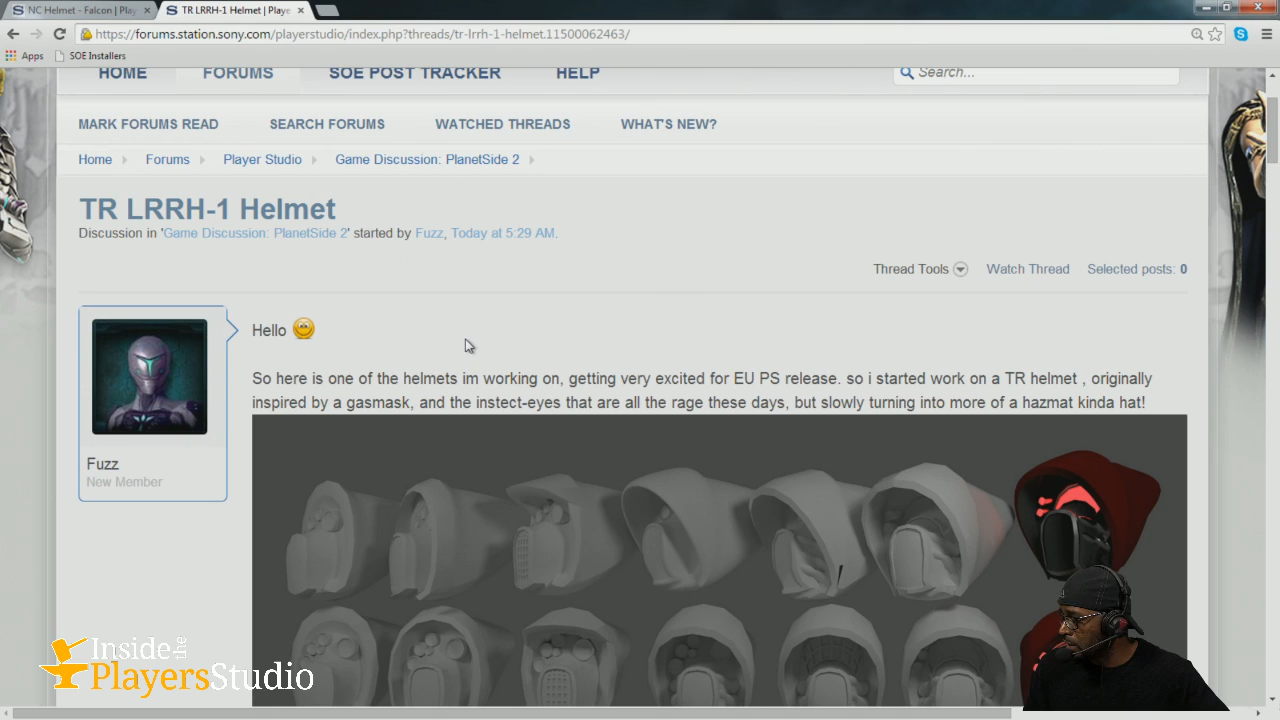 NC Helmet - Falcon | Play
TR LRRH-1 Helmet | Playe
https://forums.station.sony.com/playerstudio/index.php?threads/tr-lrrh-1-helmet.11500062463/
Apps SOE Installers
HOME FORUMS SOE POST TRACKER HELP Search...
MARK FORUMS READ SEARCH FORUMS WATCHED THREADS WHAT'S NEW?
Home Forums Player Studio Game Discussion: PlanetSide 2
TR LRRH-1 Helmet
Discussion in 'Game Discussion: PlanetSide 2' started by Fuzz, Today at 5:29 AM.
Thread Tools Watch Thread Selected posts: 0
Hello
So here is one of the helmets im working on, getting very excited for EU PS release. so i started work on a TR helmet , originally
inspired by a gasmask, and the instect-eyes that are all the rage these days, but slowly turning into more of a hazmat kinda hat!
Fuzz
New Member
Inside the
PlayersStudio